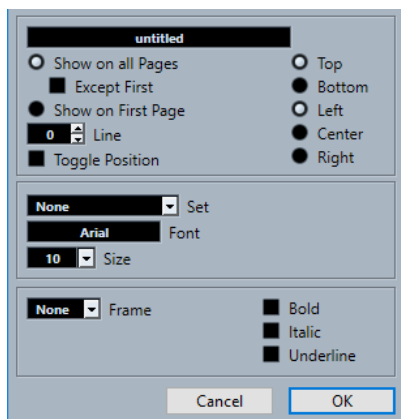 untitled
Show on all Pages
Top
Except First
Bottom
Show on First Page
Left
0 Line
Center
Toggle Position
Right
None Set
Arial Font
10 Size
None Frame
Bold
Italic
Underline
Cancel OK